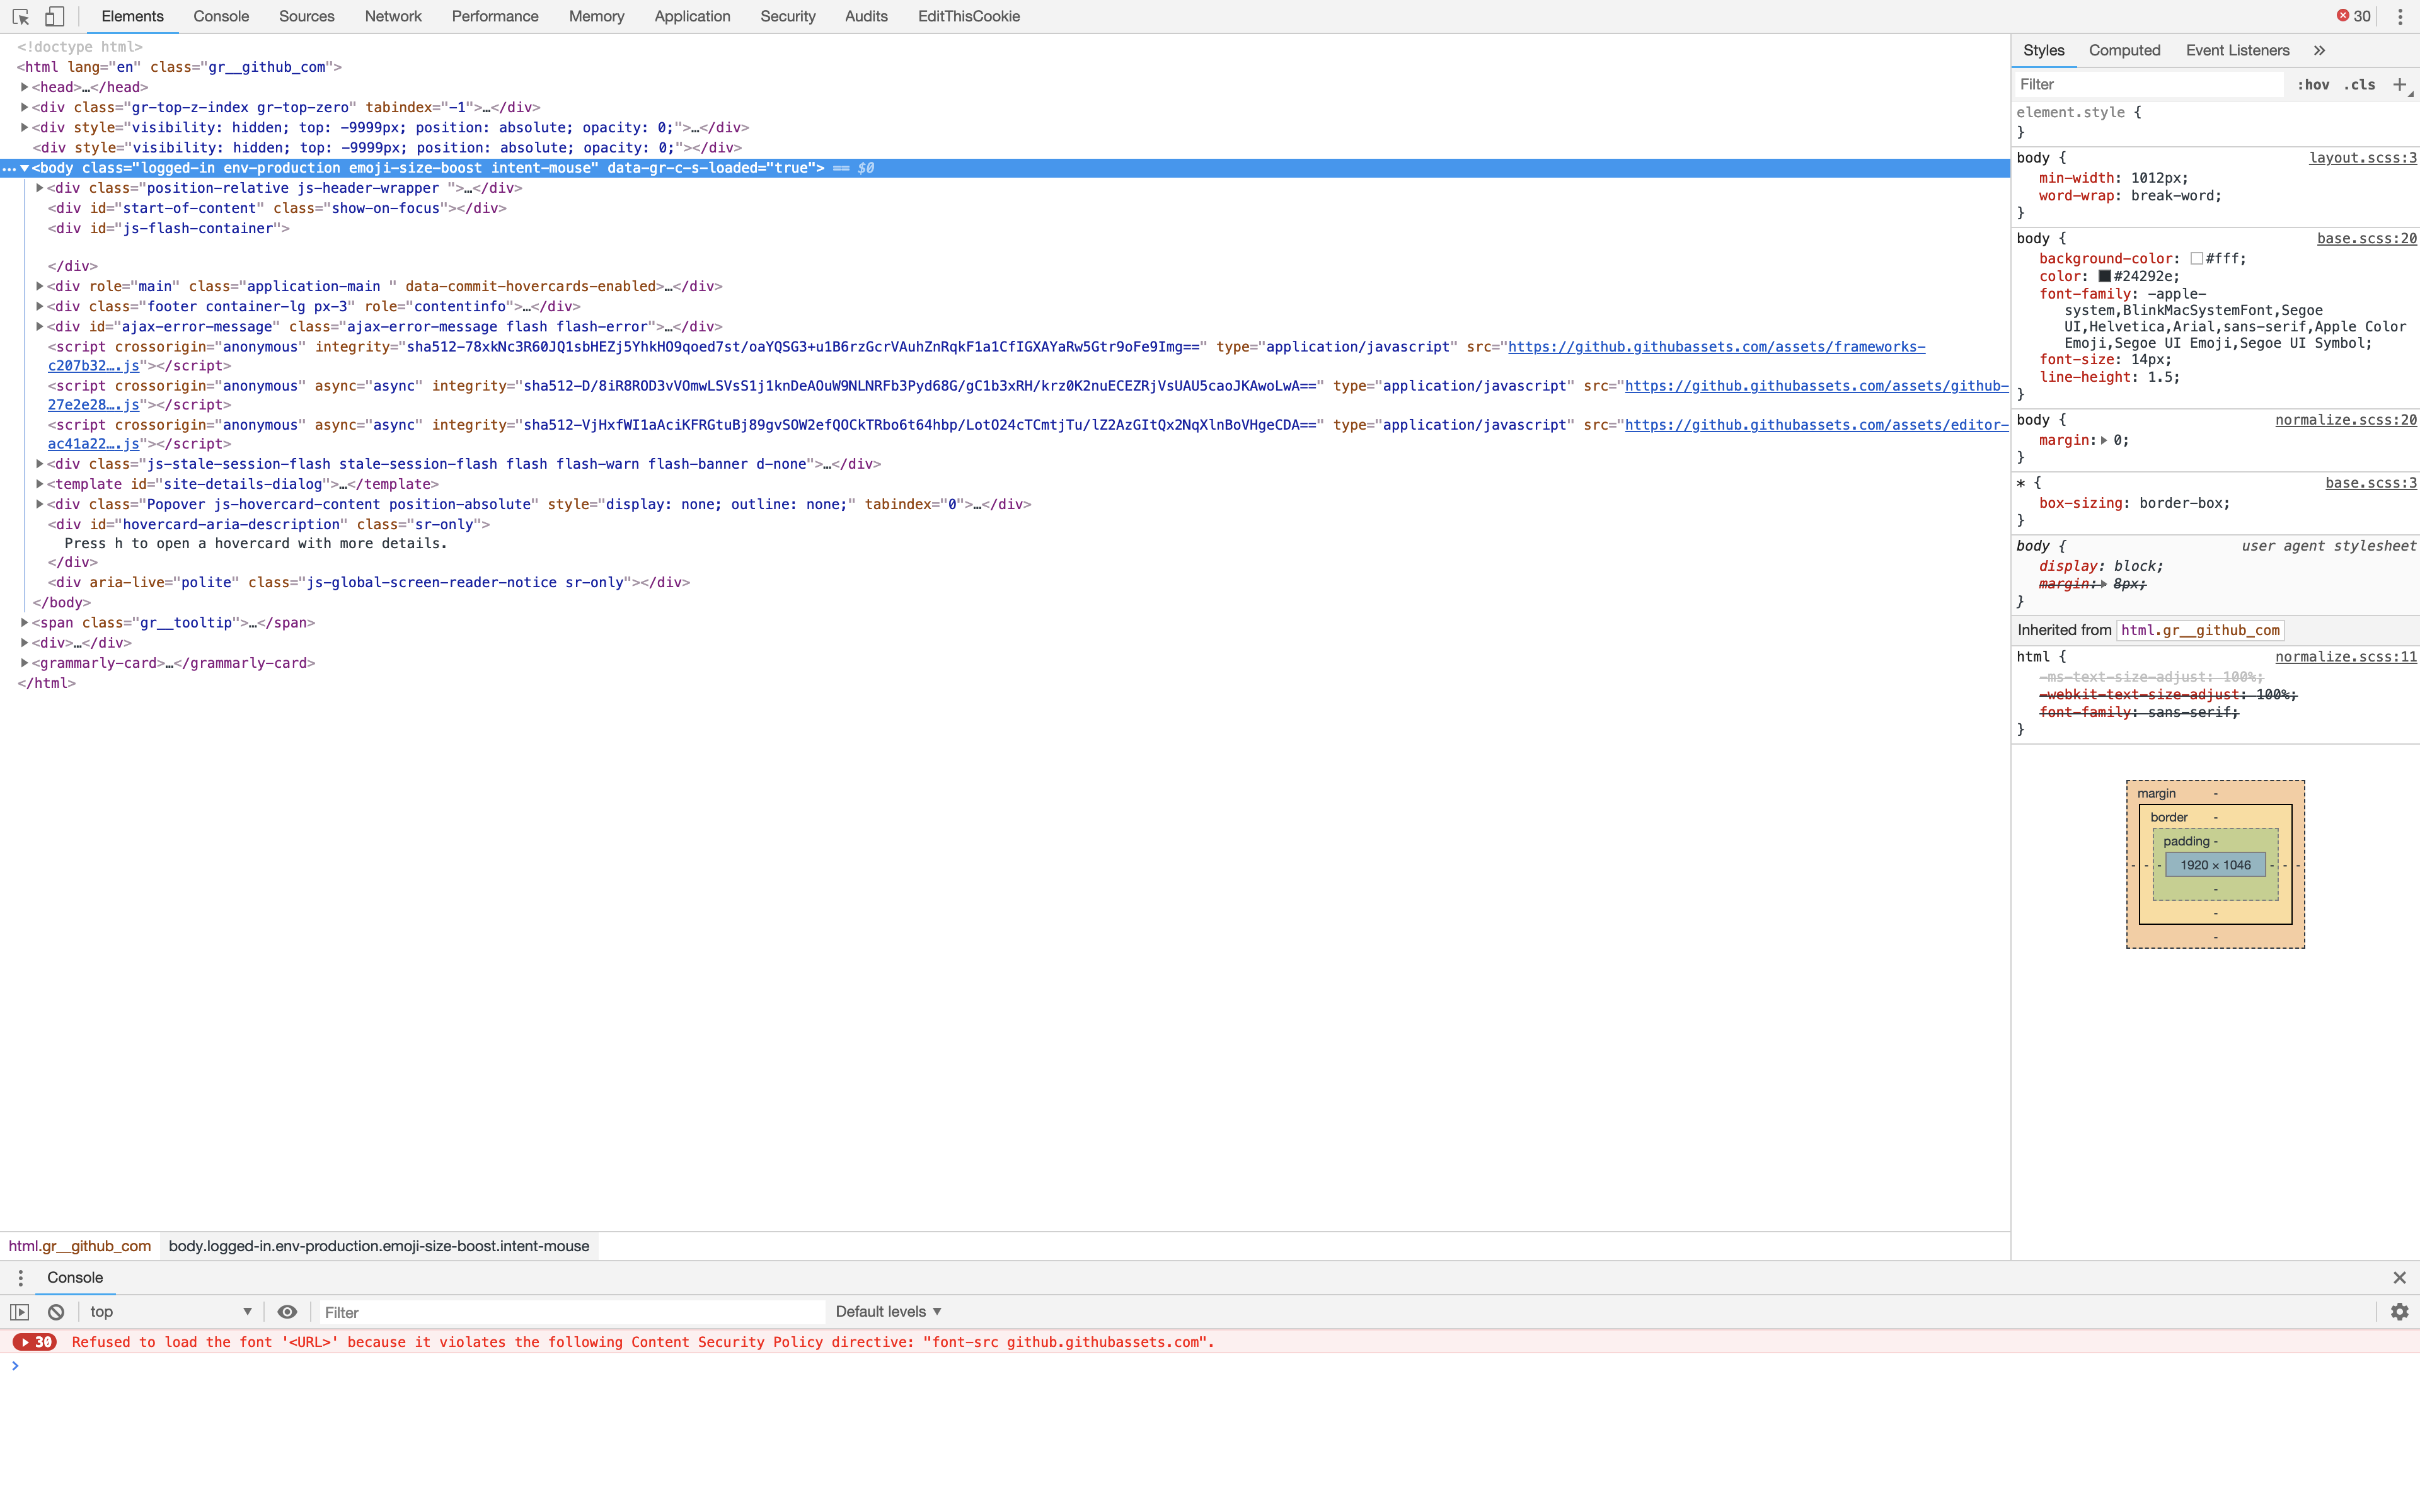 Elements Console Sources Network Performance Memory Application Security Audits EditThisCookie 30
<!doctype html>
<html lang="en" class="gr__github_com">
<head>…</head>
<div class="gr-top-z-index gr-top-zero" tabindex="-1">…</div>
<div style="visibility: hidden; top: -9999px; position: absolute; opacity: 0;">…</div>
<div style="visibility: hidden; top: -9999px; position: absolute; opacity: 0;"></div>
…<body class="logged-in env-production emoji-size-boost intent-mouse" data-gr-c-s-loaded="true"> == $0
<div class="position-relative js-header-wrapper ">…</div>
<div id="start-of-content" class="show-on-focus"></div>
<div id="js-flash-container">
</div>
<div role="main" class="application-main " data-commit-hovercards-enabled>…</div>
<div class="footer container-lg px-3" role="contentinfo">…</div>
<div id="ajax-error-message" class="ajax-error-message flash flash-error">…</div>
<script crossorigin="anonymous" integrity="sha512-78xkNc3R60JQ1sbHEZj5YhkHO9qoed7st/oaYQSG3+u1B6rzGcrVAuhZnRqkF1a1CfIGXAYaRw5Gtr9oFe9Img==" type="application/javascript" src="https://github.githubassets.com/assets/frameworks-
c207b32….js"></script>
<script crossorigin="anonymous" async="async" integrity="sha512-D/8iR8ROD3vVOmwLSVsS1j1knDeAOuW9NLNRFb3Pyd68G/gC1b3xRH/krz0K2nuECEZRjVsUAU5caoJKAwoLwA==" type="application/javascript" src="https://github.githubassets.com/assets/github-
27e2e28….js"></script>
<script crossorigin="anonymous" async="async" integrity="sha512-VjHxfWI1aAciKFRGtuBj89gvSOW2efQOCkTRbo6t64hbp/LotO24cTCmtjTu/lZ2AzGItQx2NqXlnBoVHgeCDA==" type="application/javascript" src="https://github.githubassets.com/assets/editor-
ac41a22….js"></script>
<div class="js-stale-session-flash stale-session-flash flash flash-warn flash-banner d-none">…</div>
<template id="site-details-dialog">…</template>
<div class="Popover js-hovercard-content position-absolute" style="display: none; outline: none;" tabindex="0">…</div>
<div id="hovercard-aria-description" class="sr-only">
Press h to open a hovercard with more details.
</div>
<div aria-live="polite" class="js-global-screen-reader-notice sr-only"></div>
</body>
<span class="gr__tooltip">…</span>
<div>…</div>
<grammarly-card>…</grammarly-card>
</html>
html.gr__github_com body.logged-in.env-production.emoji-size-boost.intent-mouse
Styles Computed Event Listeners »
Filter :hov .cls +
element.style {
}
body { layout.scss:3
min-width: 1012px;
word-wrap: break-word;
}
body { base.scss:20
background-color: #fff;
color: #24292e;
font-family: -apple-
system,BlinkMacSystemFont,Segoe
UI,Helvetica,Arial,sans-serif,Apple Color
Emoji,Segoe UI Emoji,Segoe UI Symbol;
font-size: 14px;
line-height: 1.5;
}
body { normalize.scss:20
margin: 0;
}
* { base.scss:3
box-sizing: border-box;
}
body { user agent stylesheet
display: block;
margin: 8px;
}
Inherited from html.gr__github_com
html { normalize.scss:11
-ms-text-size-adjust: 100%;
-webkit-text-size-adjust: 100%;
font-family: sans-serif;
}
margin -
border -
padding -
- - - 1920 × 1046 - - -
-
-
-
Console
top Filter Default levels
30 Refused to load the font '<URL>' because it violates the following Content Security Policy directive: "font-src github.githubassets.com".